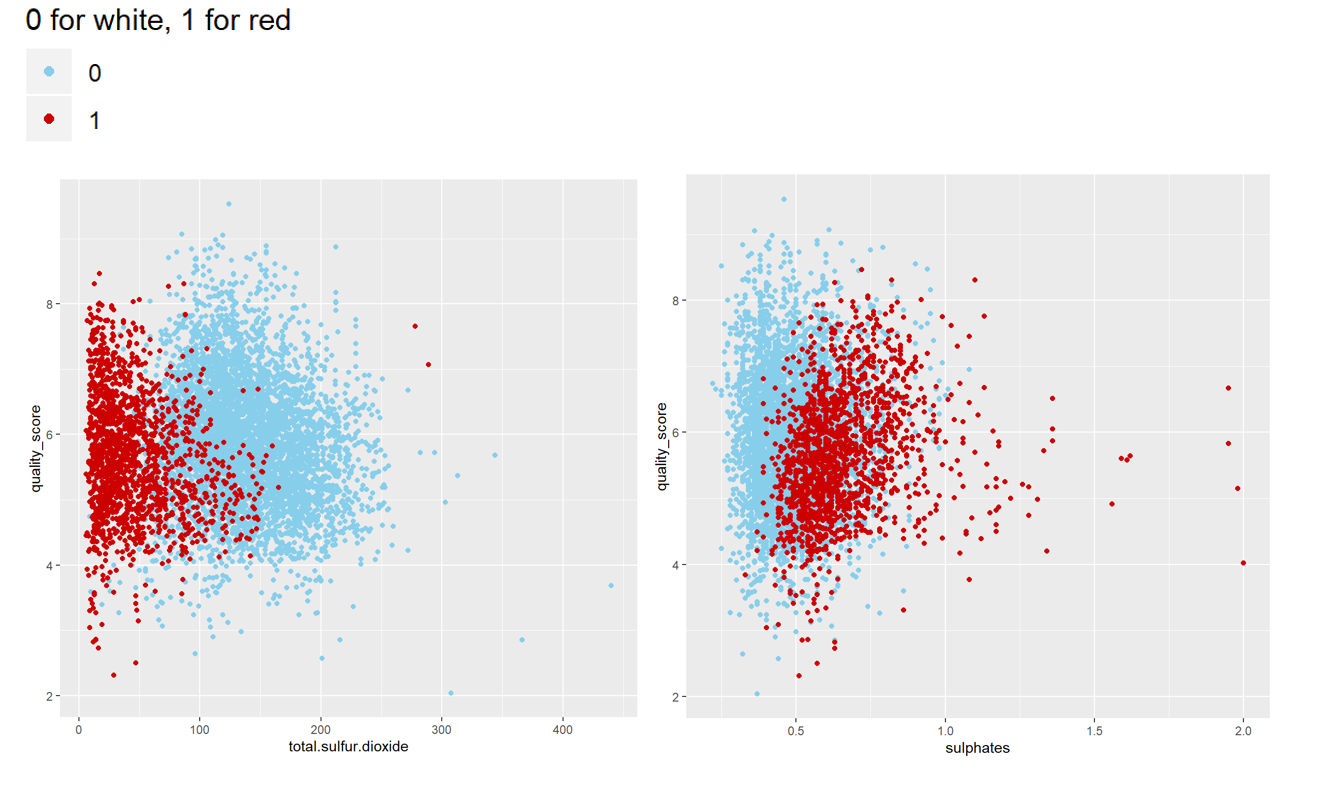 0 for white, 1 for red
0
1
quality_score
8
6
4
2
0 100 200 300 400
total.sulfur.dioxide
quality_score
8
6
4
2
0.5 1.0 1.5 2.0
sulphates